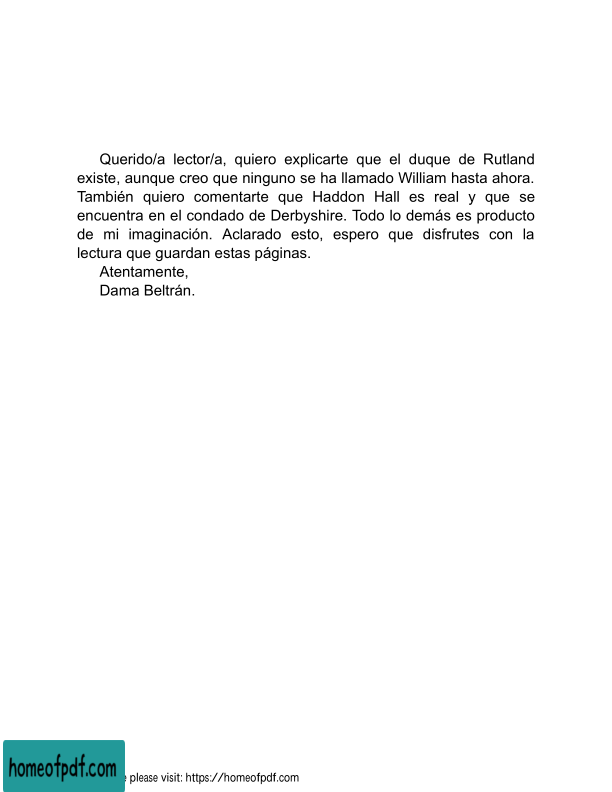 Querido/a lector/a, quiero explicarte que el duque de Rutland
existe, aunque creo que ninguno se ha llamado William hasta ahora.
También quiero comentarte que Haddon Hall es real y que se
encuentra en el condado de Derbyshire. Todo lo demás es producto
de mi imaginación. Aclarado esto, espero que disfrutes con la
lectura que guardan estas páginas.
Atentamente,
Dama Beltrán.
homeofpdf.com
please visit: https://homeofpdf.com